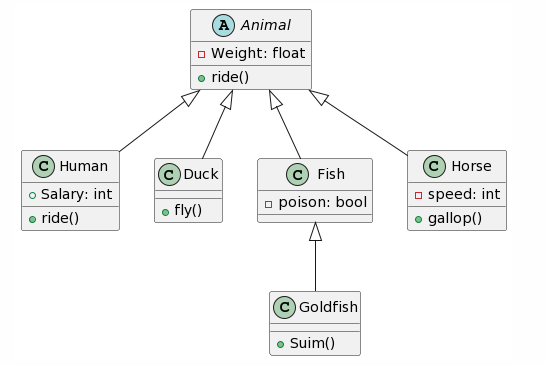 A Animal
Weight: float
ride()
C Human
Salary: int
ride()
C Duck
fly()
C Fish
poison: bool
C Horse
speed: int
gallop()
C Goldfish
Suim()